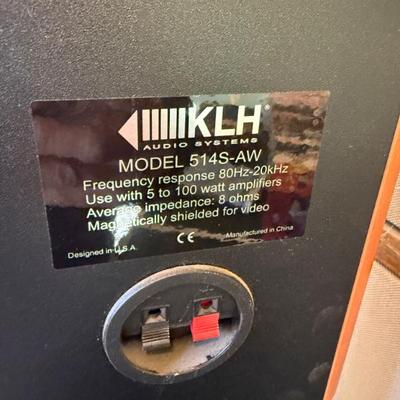 KLH®
AUDIO SYSTEMS
MODEL 514S-AW
Frequency response 80Hz-20kHz
Use with 5 to 100 watt amplifiers
Average impedance: 8 ohms
Magnetically shielded for video
CE
Designed in U.S.A.
Manufactured in China